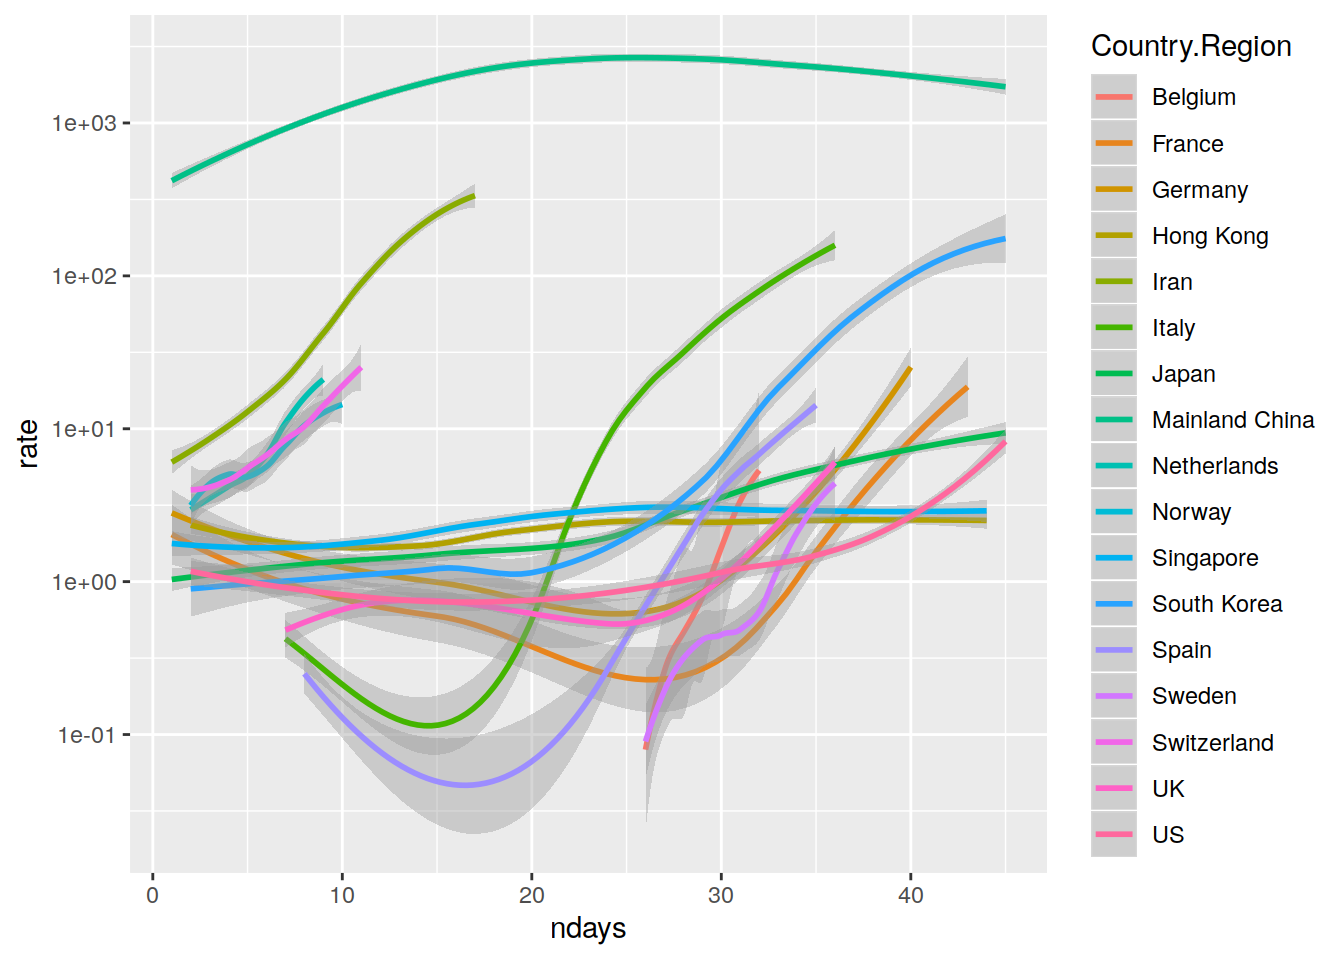 Country.Region
Belgium
France
Germany
Hong Kong
Iran
Italy
Japan
Mainland China
Netherlands
Norway
Singapore
South Korea
Spain
Sweden
Switzerland
UK
US
rate
1e+03
1e+02
1e+01
1e+00
1e-01
0 10 20 30 40
ndays